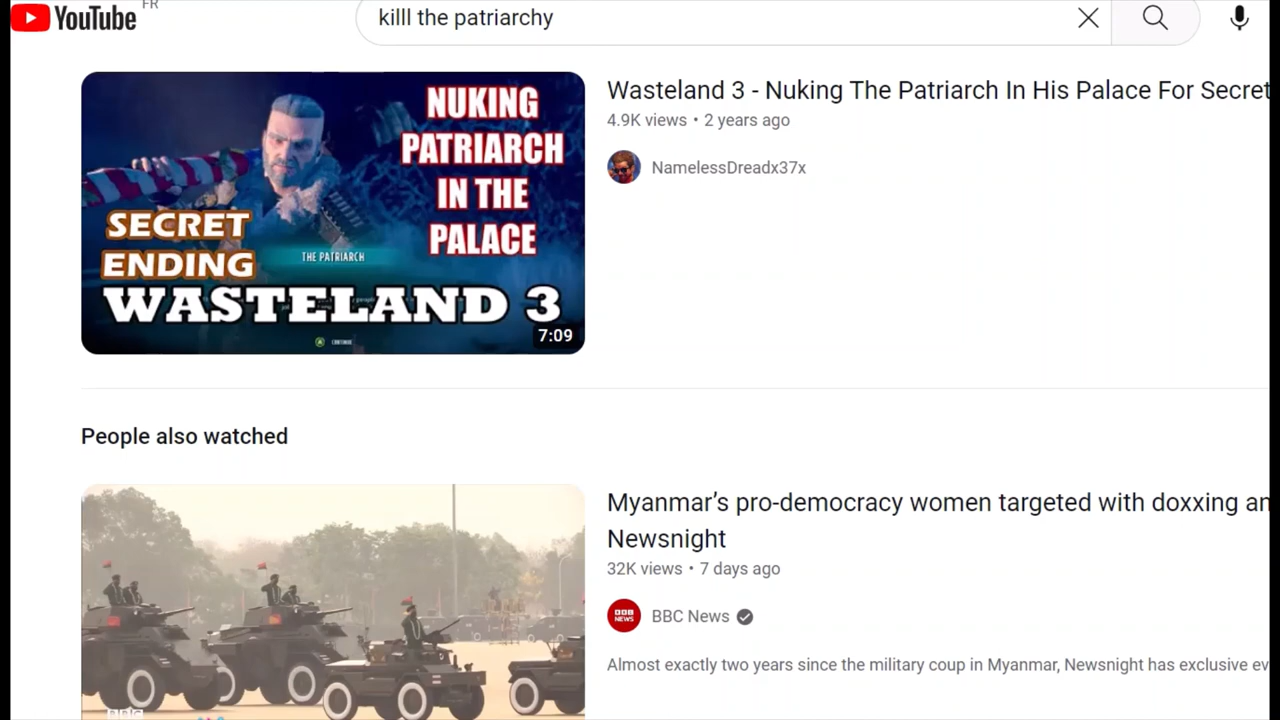 YouTube
FR
killl the patriarchy
NUKING
PATRIARCH
IN THE
PALACE
SECRET
ENDING
THE PATRIARCH
WASTELAND 3
CONTINUE
7:09
Wasteland 3 - Nuking The Patriarch In His Palace For Secret
4.9K views • 2 years ago
NamelessDreadx37x
People also watched
Myanmar’s pro-democracy women targeted with doxxing an
Newsnight
32K views • 7 days ago
BBC NEWS
BBC News
Almost exactly two years since the military coup in Myanmar, Newsnight has exclusive ev